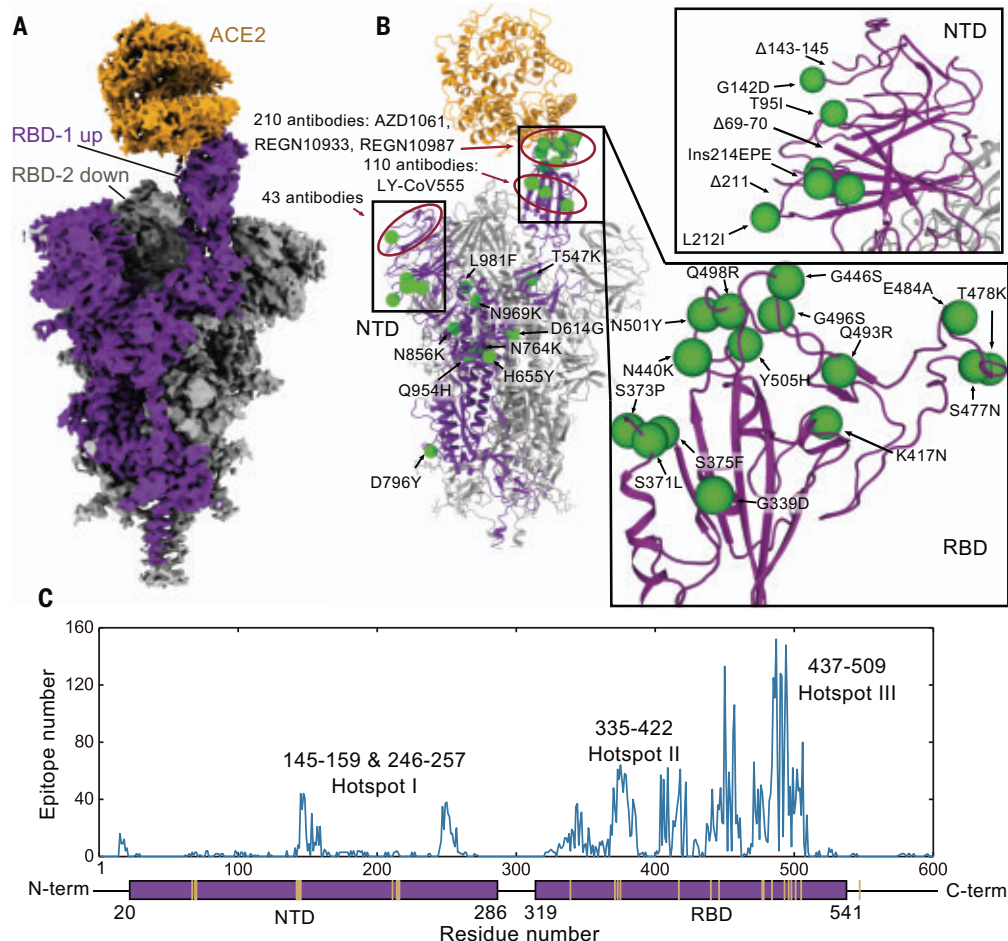 A
ACE2
RBD-1 up
RBD-2 down
B
210 antibodies: AZD1061,
REGN10933, REGN10987
110 antibodies:
LY-CoV555
43 antibodies
NTD
L981F
T547K
N969K
D614G
N856K
N764K
H655Y
Q954H
D796Y
NTD
Δ143-145
G142D
T95I
Δ69-70
Ins214EPE
Δ211
L212I
Q498R
G446S
E484A
T478K
N501Y
G496S
Q493R
N440K
Y505H
S373P
S477N
K417N
S375F
S371L
G339D
RBD
C
160
120
80
40
0
Epitope number
145-159 & 246-257
Hotspot I
335-422
Hotspot II
437-509
Hotspot III
1 100 200 300 400 500 600
N-term
C-term
20 NTD 286 319 RBD 541
Residue number